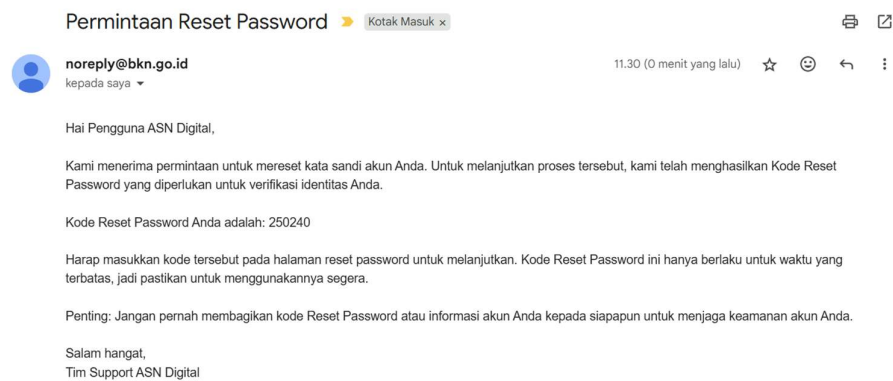 Permintaan Reset Password
Kotak Masuk ×
noreply@bkn.go.id
11.30 (0 menit yang lalu)
kepada saya
Hai Pengguna ASN Digital,
Kami menerima permintaan untuk mereset kata sandi akun Anda. Untuk melanjutkan proses tersebut, kami telah menghasilkan Kode Reset
Password yang diperlukan untuk verifikasi identitas Anda.
Kode Reset Password Anda adalah: 250240
Harap masukkan kode tersebut pada halaman reset password untuk melanjutkan. Kode Reset Password ini hanya berlaku untuk waktu yang
terbatas, jadi pastikan untuk menggunakannya segera.
Penting: Jangan pernah membagikan kode Reset Password atau informasi akun Anda kepada siapapun untuk menjaga keamanan akun Anda.
Salam hangat,
Tim Support ASN Digital